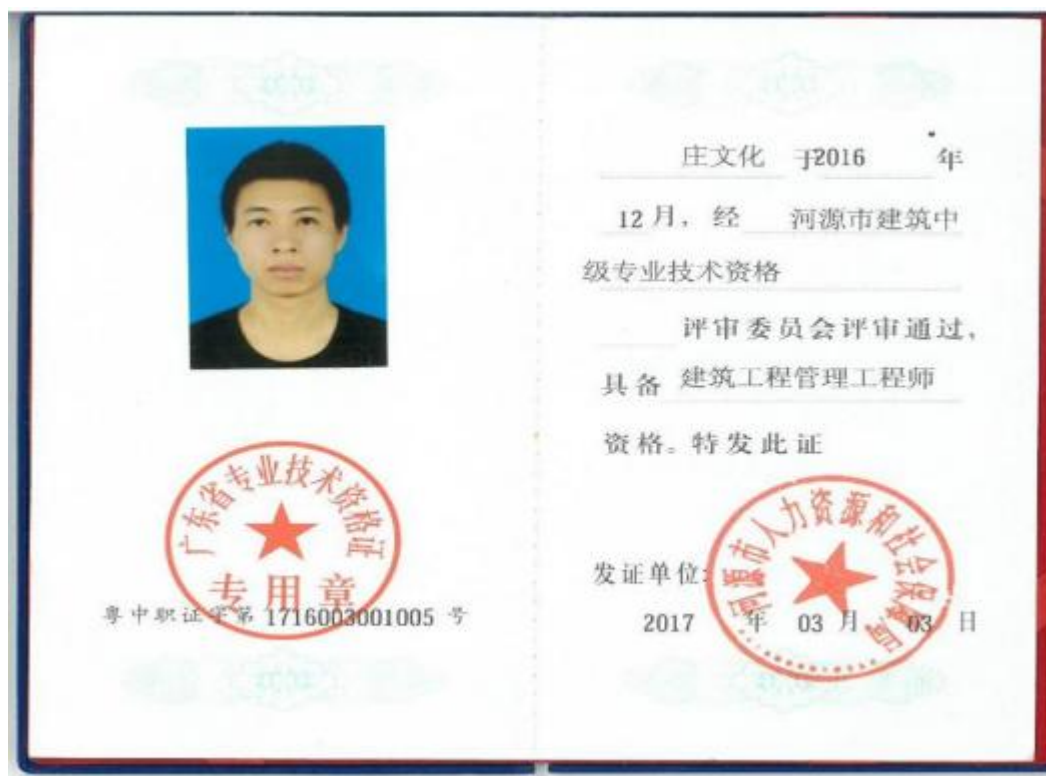 广东省专业技术资格证
专用章
粤中职证字第 1716003001005 号
庄文化 于2016 年
12月，经 河源市建筑中
级专业技术资格
评审委员会评审通过，
具备 建筑工程管理工程师
资格。特发此证
河源市人力资源和社会保障局
发证单位:
2017 年 03 月 03 日